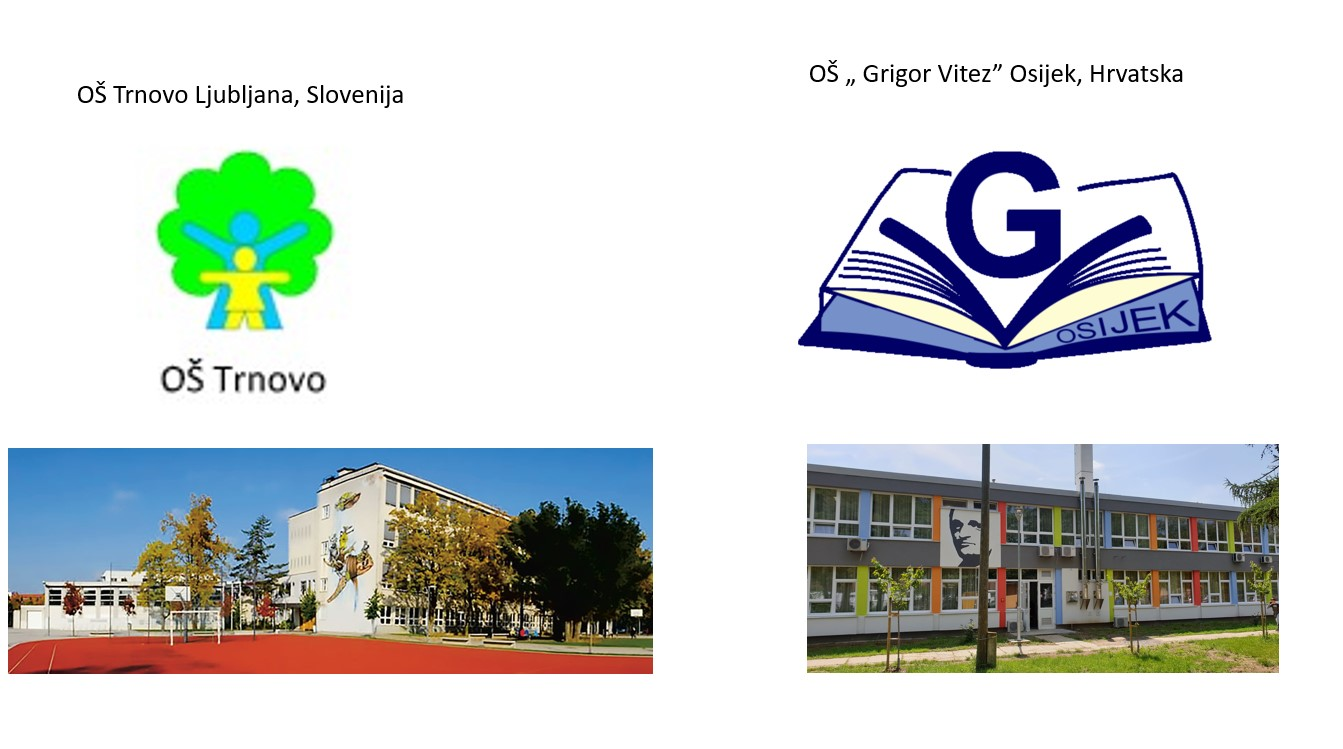 OŠ Trnovo Ljubljana, Slovenija
OŠ Trnovo
OŠ „ Grigor Vitez” Osijek, Hrvatska
G
OSIJEK